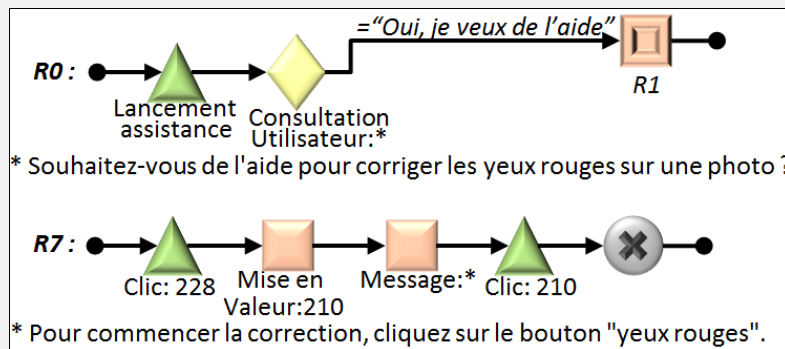 ="Oui, je veux de l'aide"
R0 :
R1
Lancement
assistance
Consultation
Utilisateur:*
* Souhaitez-vous de l'aide pour corriger les yeux rouges sur une photo ?
R7 :
Clic: 228
Mise en
Valeur:210
Message:*
Clic: 210
* Pour commencer la correction, cliquez sur le bouton "yeux rouges".